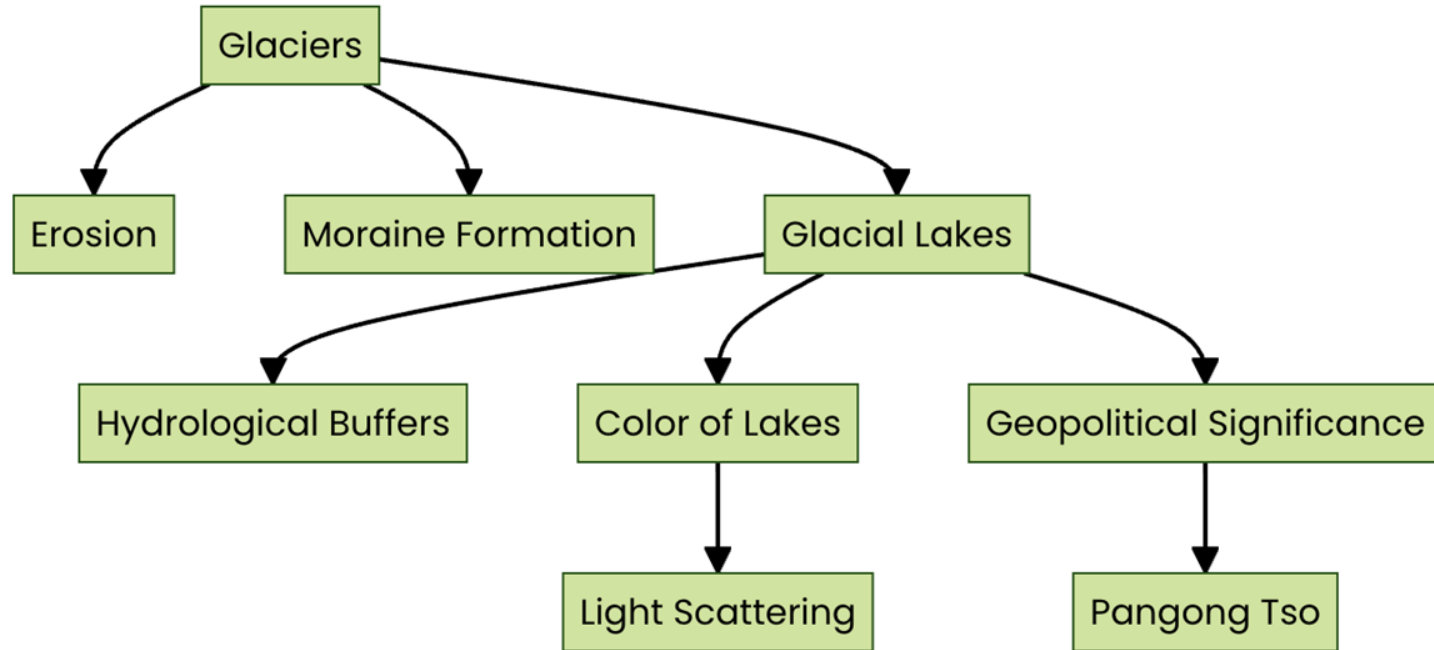 Glaciers
Erosion
Moraine Formation
Glacial Lakes
Hydrological Buffers
Color of Lakes
Geopolitical Significance
Light Scattering
Pangong Tso